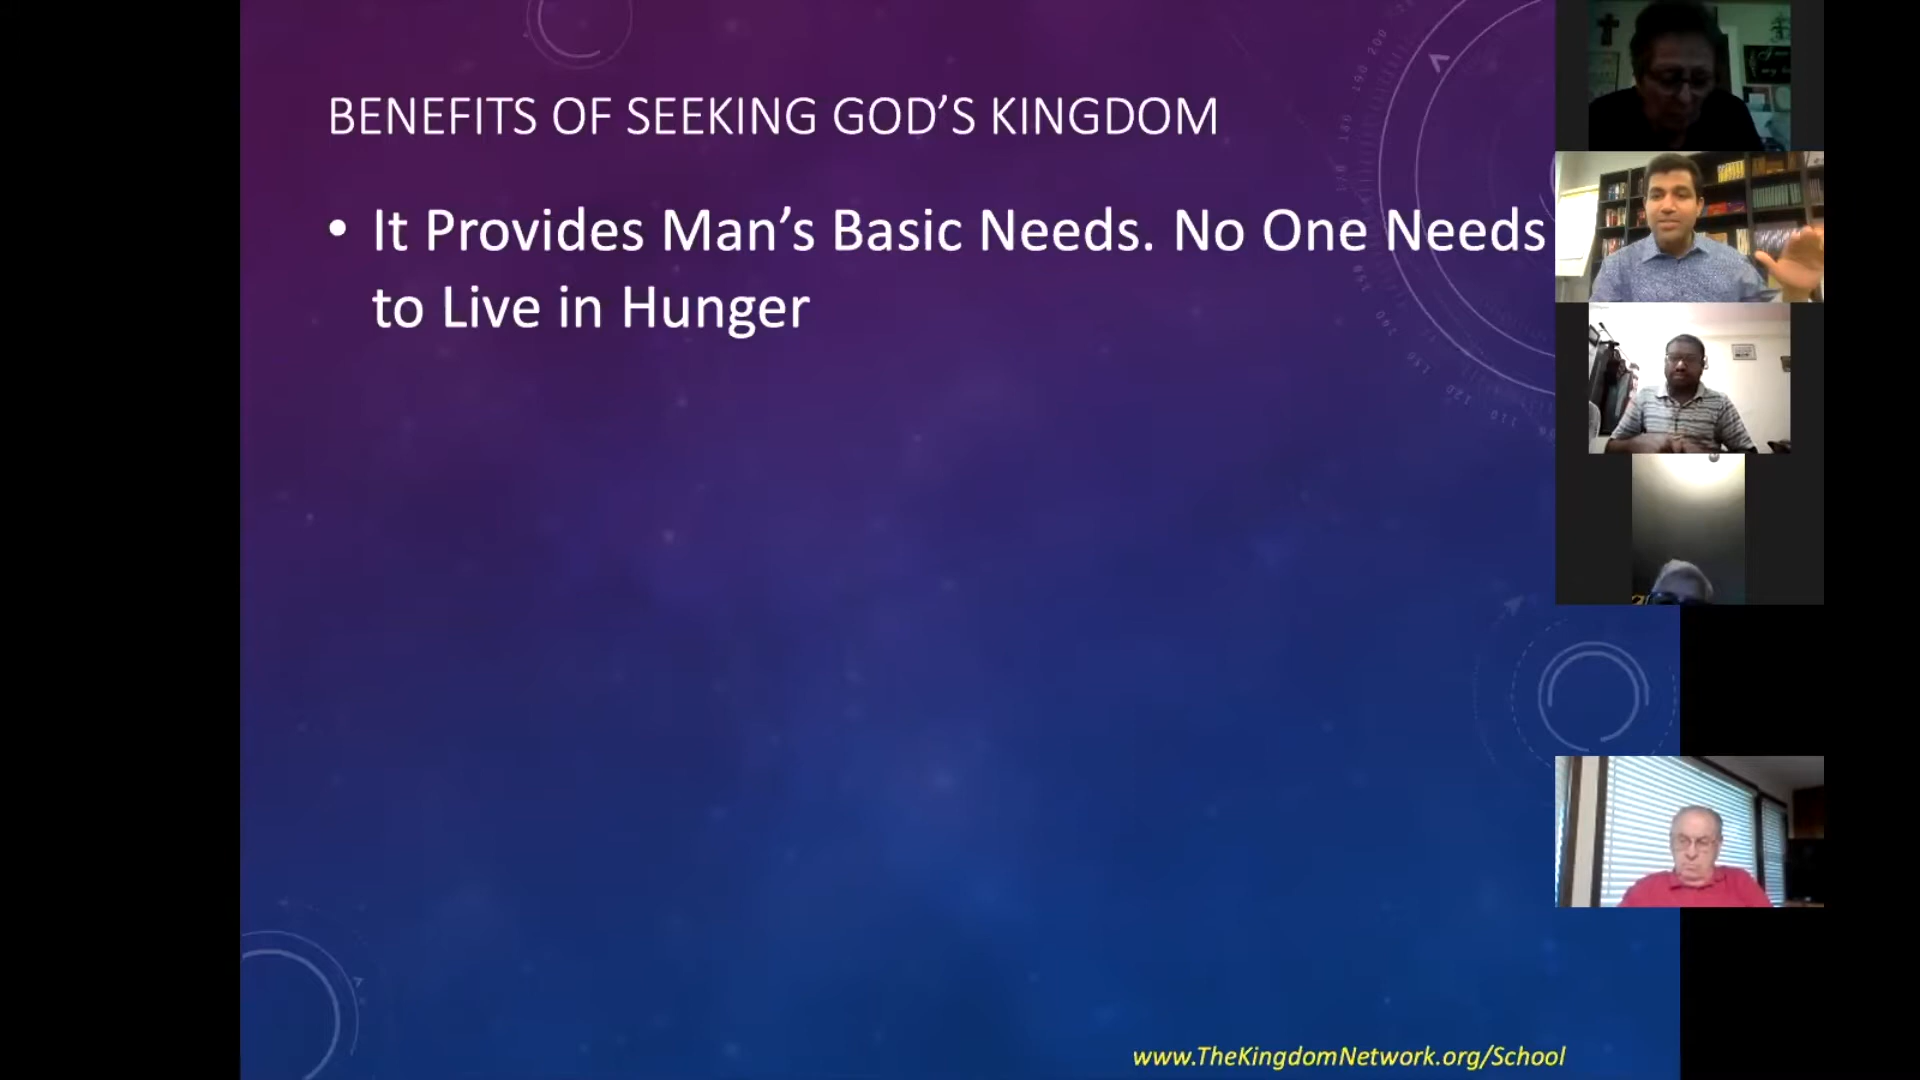 BENEFITS OF SEEKING GOD’S KINGDOM
• It Provides Man’s Basic Needs. No One Needs
to Live in Hunger
www.TheKingdomNetwork.org/School